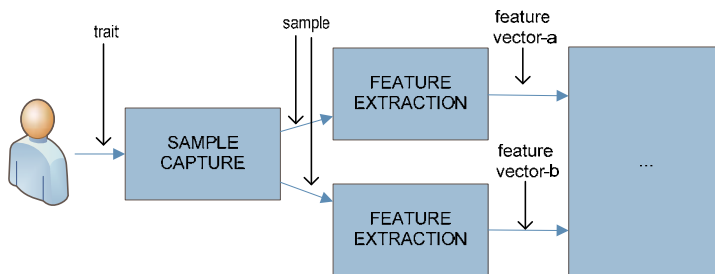 trait
sample
feature
vector-a
FEATURE
EXTRACTION
SAMPLE
CAPTURE
feature
vector-b
...
FEATURE
EXTRACTION